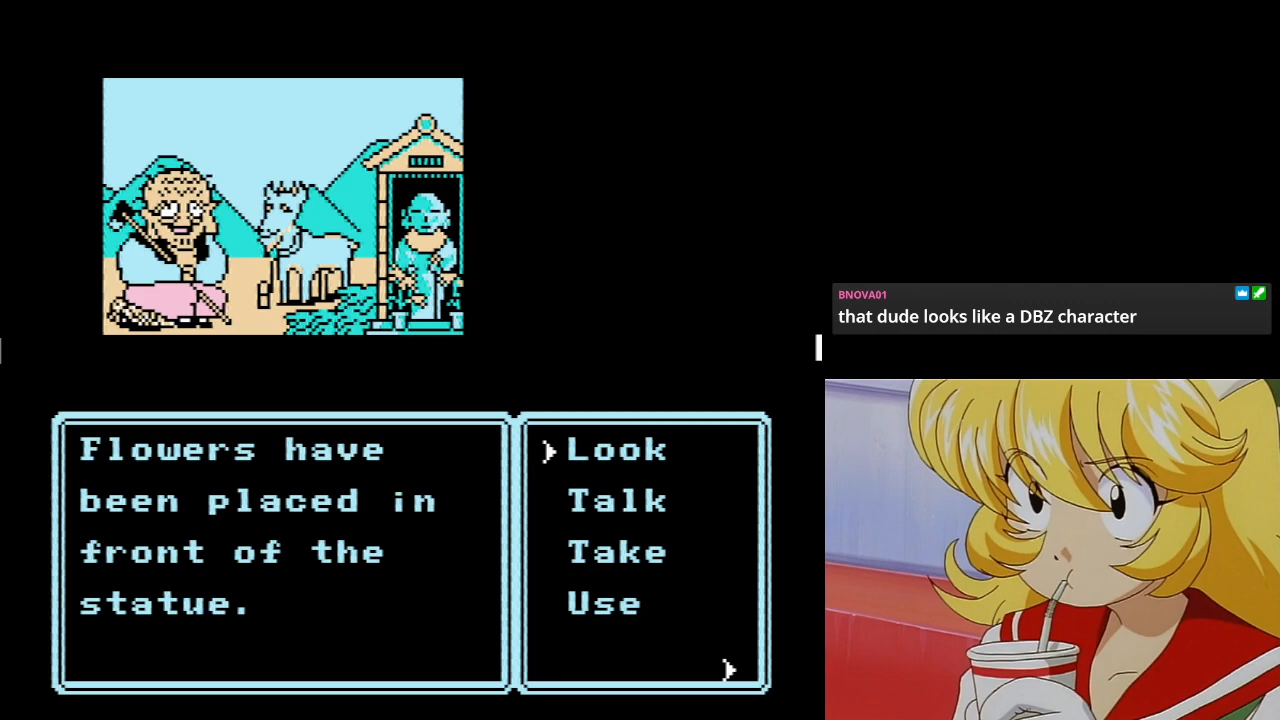 Flowers have
been placed in
front of the
statue.
Look
Talk
Take
Use
BNOVA01
that dude looks like a DBZ character